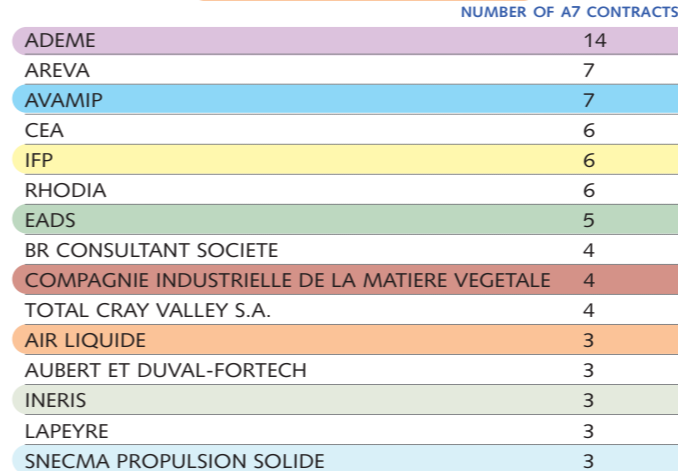 NUMBER OF A7 CONTRACTS
ADEME 14
AREVA 7
AVAMIP 7
CEA 6
IFP 6
RHODIA 6
EADS 5
BR CONSULTANT SOCIETE 4
COMPAGNIE INDUSTRIELLE DE LA MATIERE VEGETALE 4
TOTAL CRAY VALLEY S.A. 4
AIR LIQUIDE 3
AUBERT ET DUVAL-FORTECH 3
INERIS 3
LAPEYRE 3
SNECMA PROPULSION SOLIDE 3